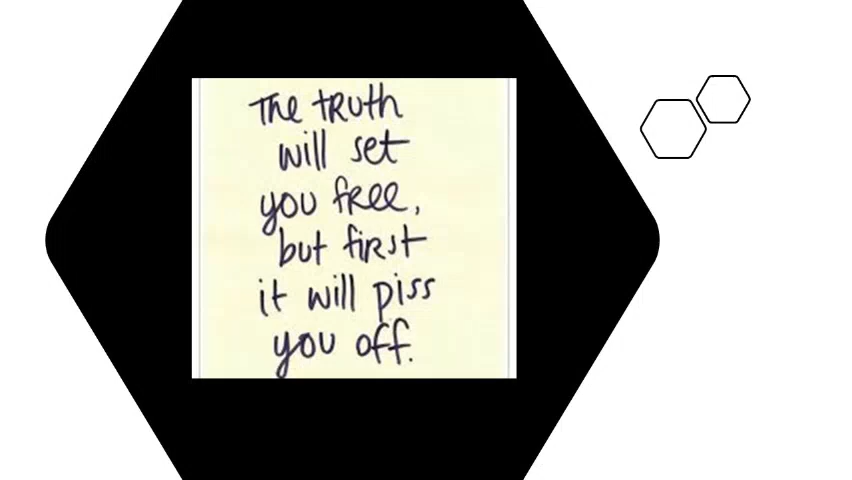 The truth
will set
you free,
but first
it will piss
you off.